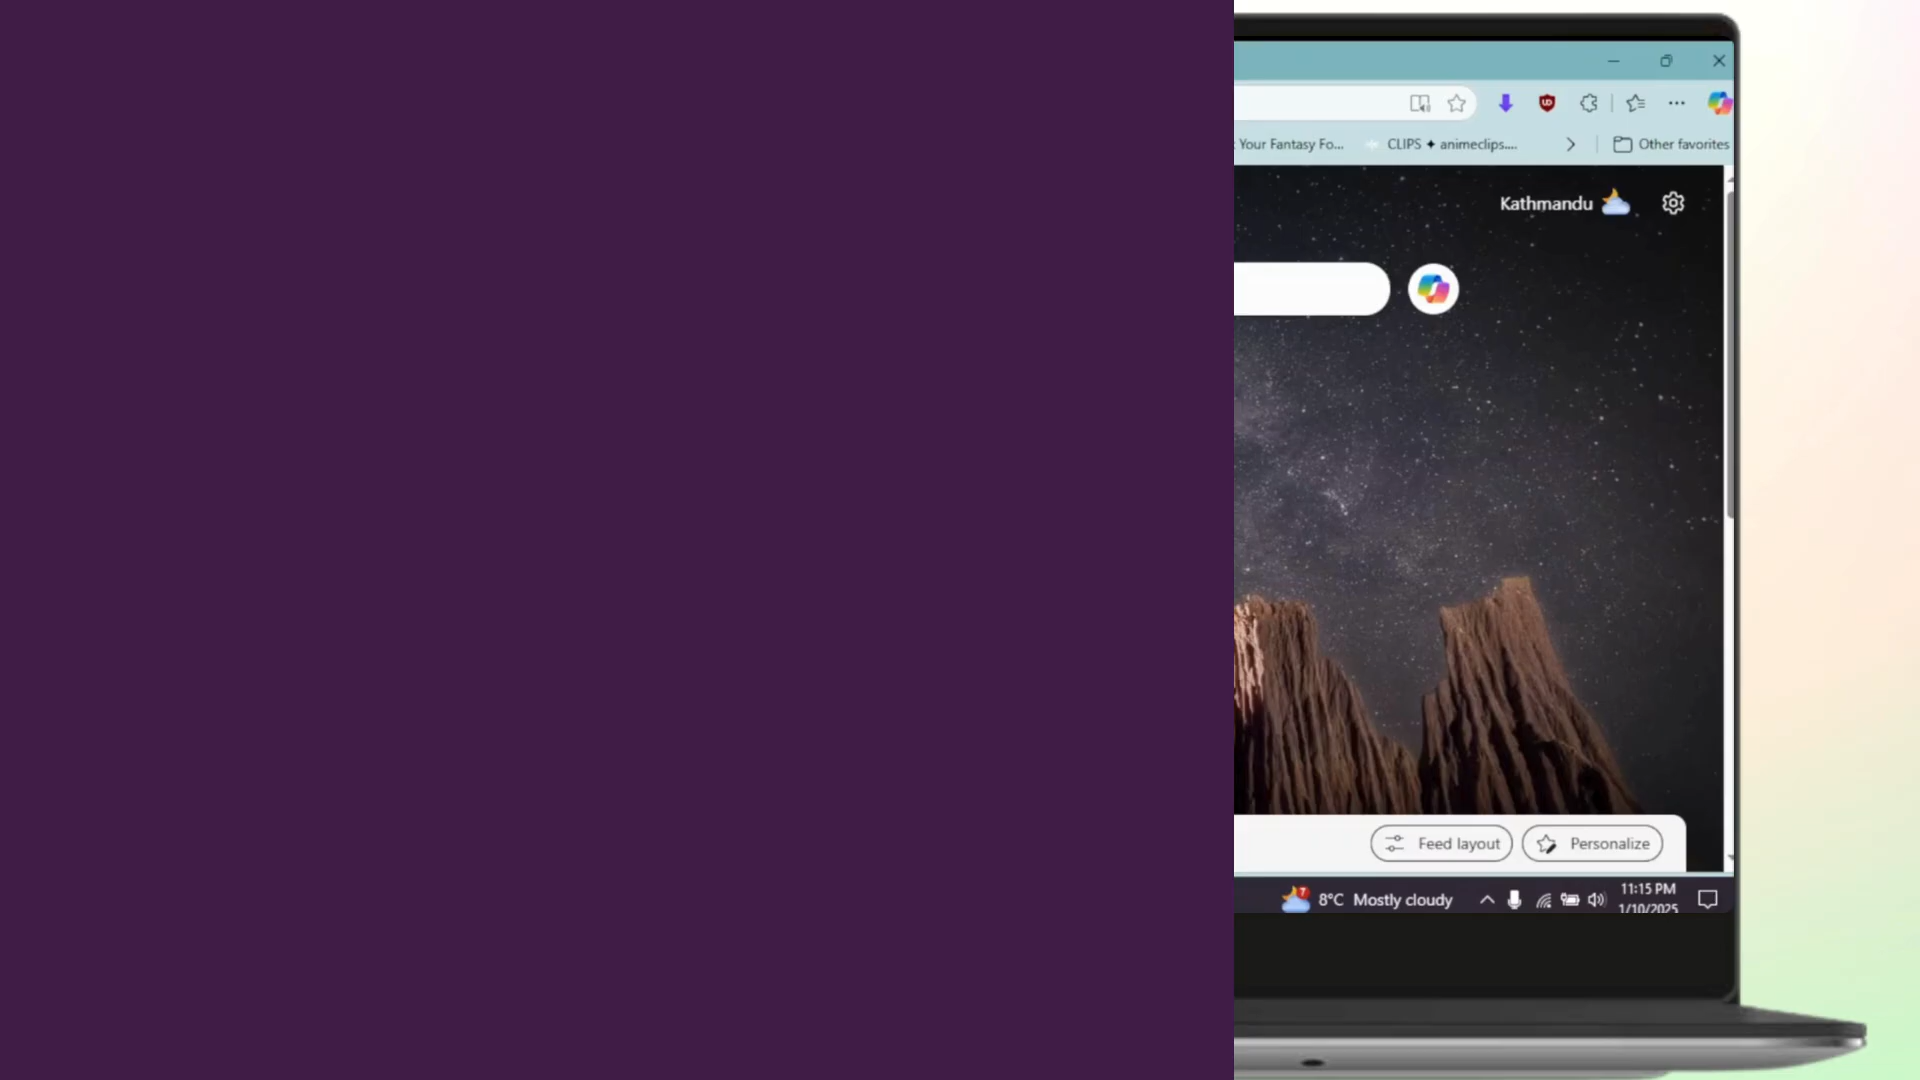 Your Fantasy Fo...
CLIPS ✦ animeclips....
Other favorites
Kathmandu
Feed layout
Personalize
7
8°C Mostly cloudy
11:15 PM
1/10/2025